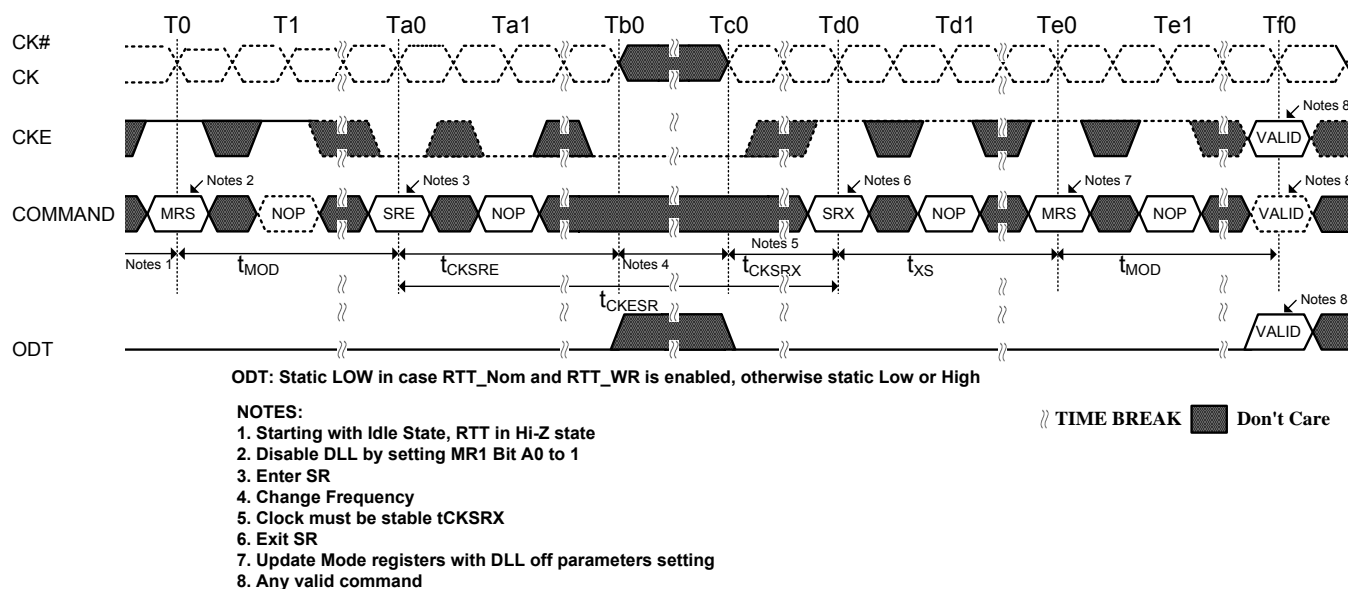 T0 T1 Ta0 Ta1 Tb0 Tc0 Td0 Td1 Te0 Te1 Tf0
CK#
CK
Notes 8
CKE VALID
Notes 2 Notes 3 Notes 6 Notes 7 Notes 8
COMMAND MRS NOP SRE NOP SRX NOP MRS NOP VALID
Notes 1 tMOD tCKSRE Notes 4 Notes 5 tCKSRX tXS tMOD
tCKESR
Notes 8
ODT VALID
ODT: Static LOW in case RTT_Nom and RTT_WR is enabled, otherwise static Low or High
NOTES:
1. Starting with Idle State, RTT in Hi-Z state
2. Disable DLL by setting MR1 Bit A0 to 1
3. Enter SR
4. Change Frequency
5. Clock must be stable tCKSRX
6. Exit SR
7. Update Mode registers with DLL off parameters setting
8. Any valid command
TIME BREAK Don't Care